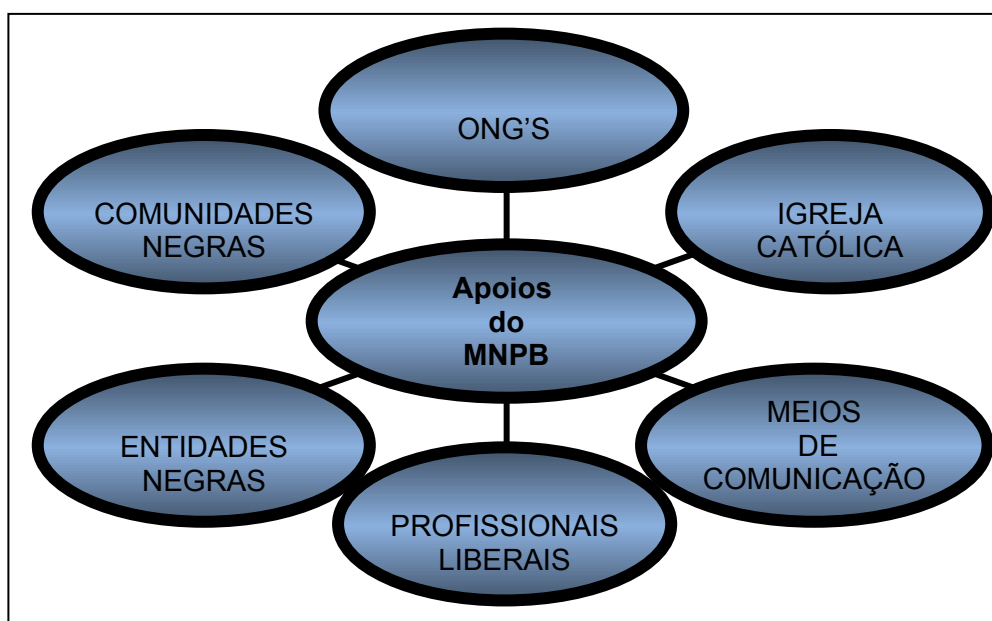 ONG'S
COMUNIDADES
NEGRAS
IGREJA
CATÓLICA
Apoios
do
MNPB
ENTIDADES
NEGRAS
MEIOS
DE
COMUNICAÇÃO
PROFISSIONAIS
LIBERAIS